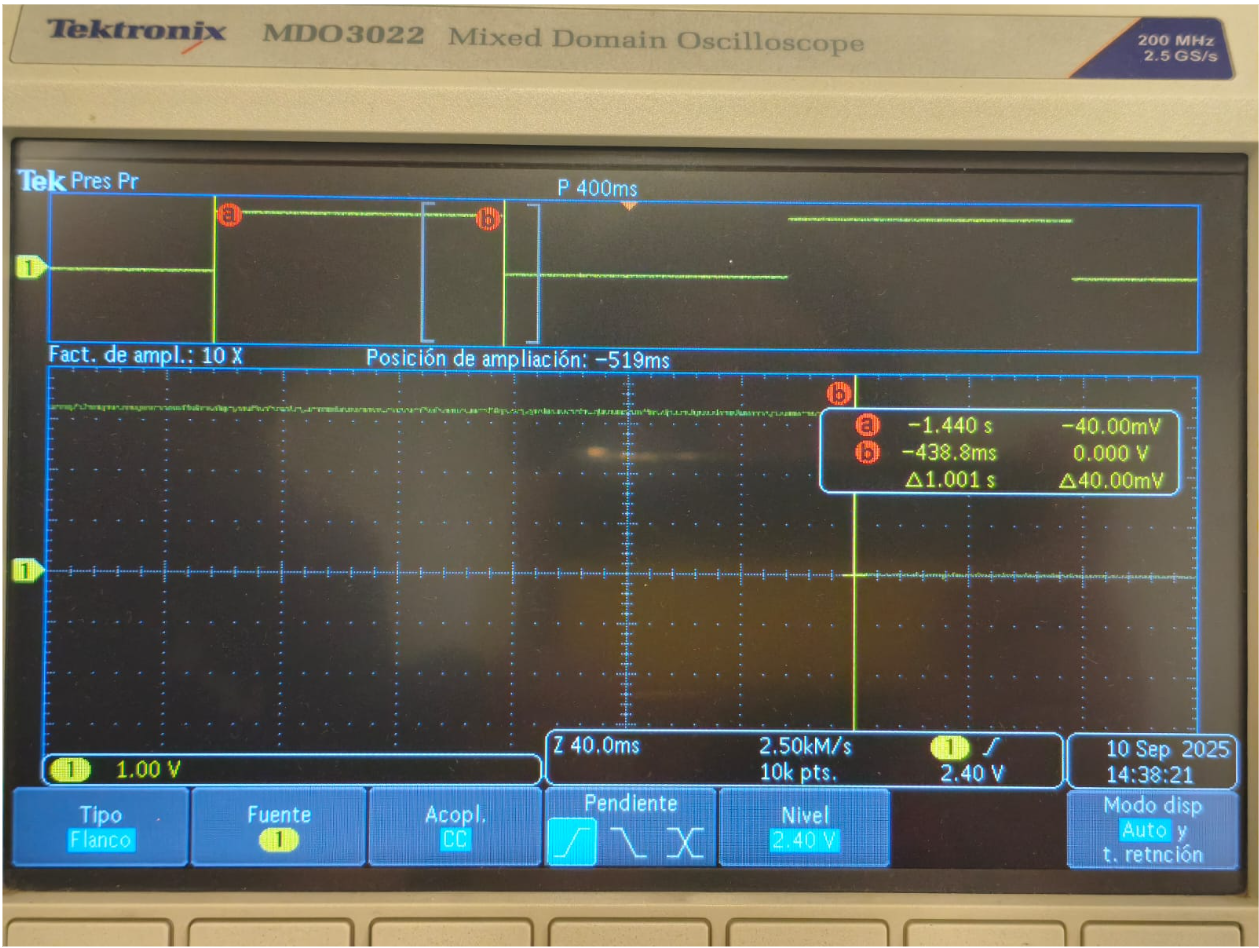 Tektronix MDO3022 Mixed Domain Oscilloscope
200 MHz
2.5 GS/s
Tek Pres Pr
P 400ms
a
b
1
Fact. de ampl.: 10 X
Posición de ampliación: -519ms
b
a -1.440 s -40.00mV
b -438.8ms 0.000 V
Δ1.001 s Δ40.00mV
1
1 1.00 V
Z 40.0ms 2.50kM/s 1
10k pts. 2.40 V
10 Sep 2025
14:38:21
Tipo
Flanco
Fuente
1
Acopl.
CC
Pendiente
Nivel
2.40 V
Modo disp
Auto y
t. retnción